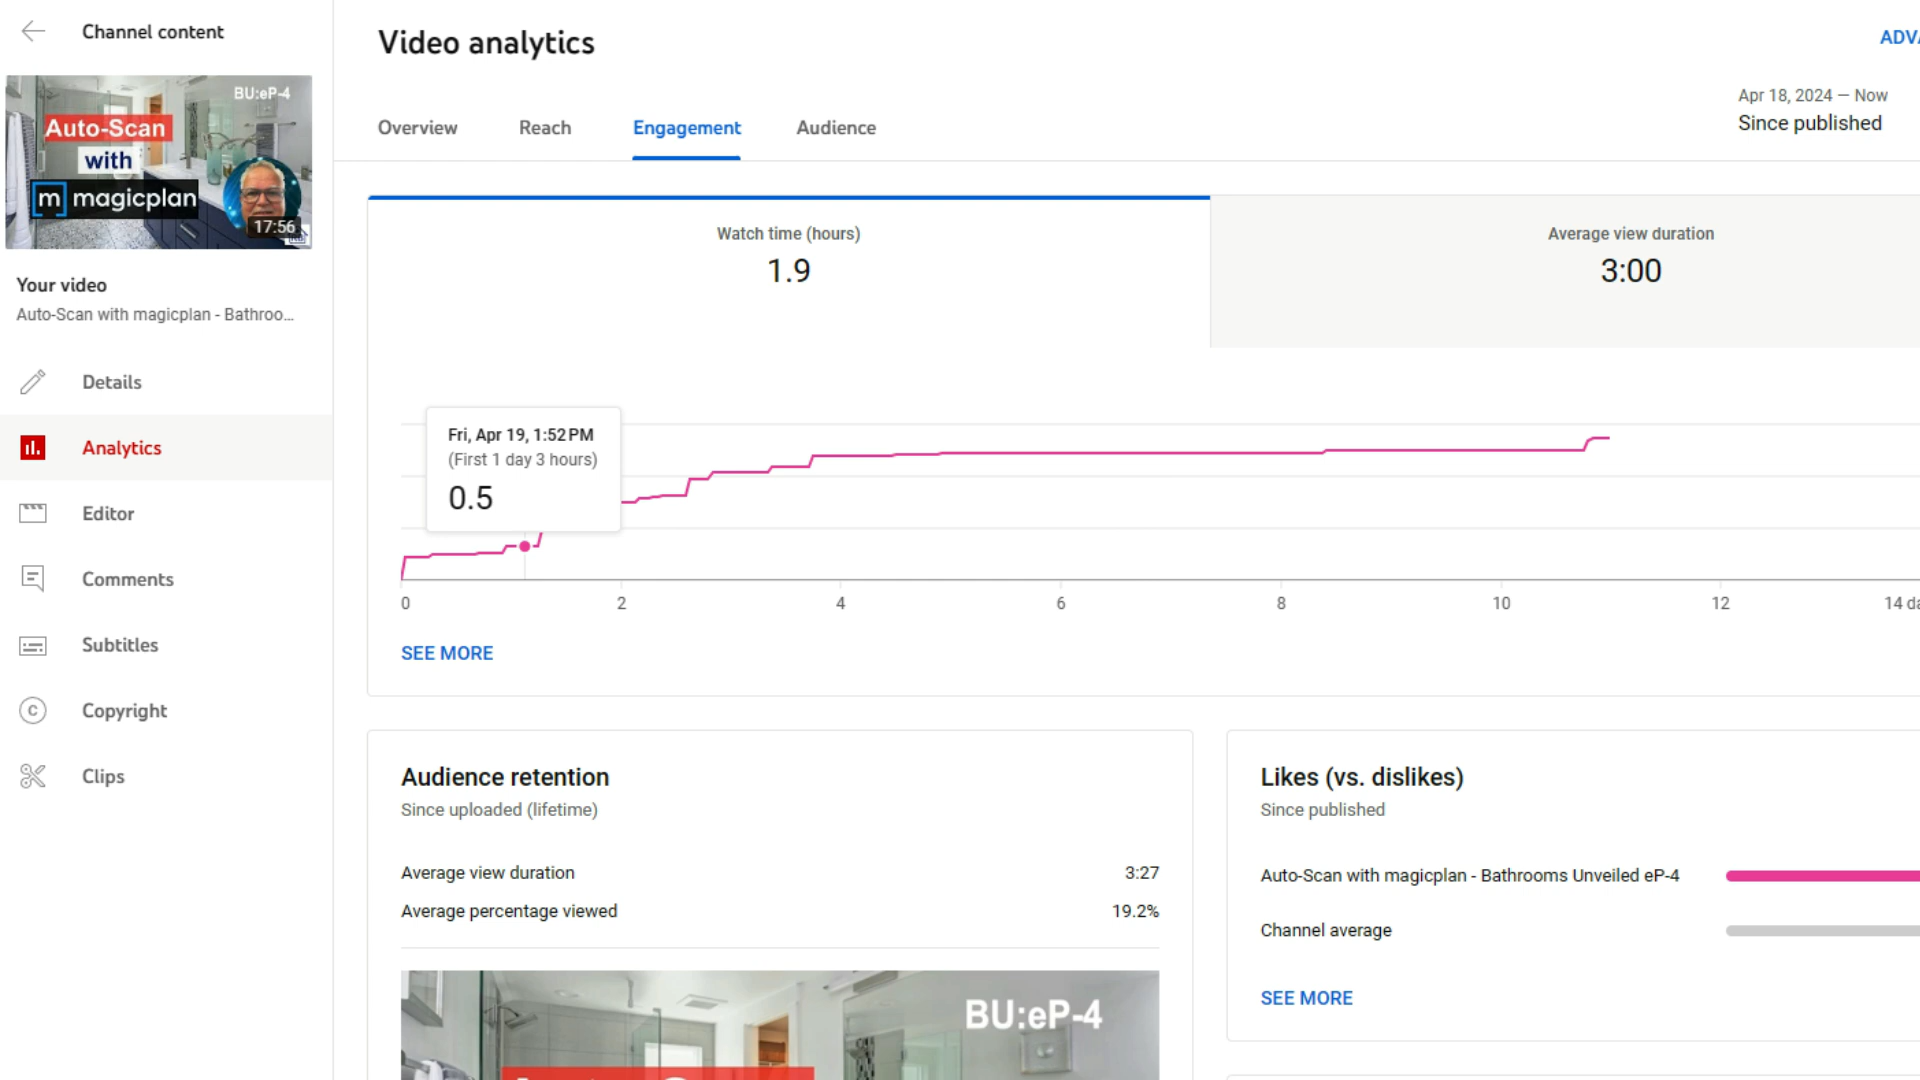 Channel content
BU:eP-4
Auto-Scan
with
m magicplan
17:56
Your video
Auto-Scan with magicplan - Bathroo...
Details
Analytics
Editor
Comments
Subtitles
Copyright
Clips
Video analytics
ADVA
Overview
Reach
Engagement
Audience
Apr 18, 2024 – Now
Since published
Watch time (hours)
1.9
Average view duration
3:00
Fri, Apr 19, 1:52 PM
(First 1 day 3 hours)
0.5
0 2 4 6 8 10 12 14 da
SEE MORE
Audience retention
Since uploaded (lifetime)
Average view duration 3:27
Average percentage viewed 19.2%
BU:eP-4
Likes (vs. dislikes)
Since published
Auto-Scan with magicplan - Bathrooms Unveiled eP-4
Channel average
SEE MORE